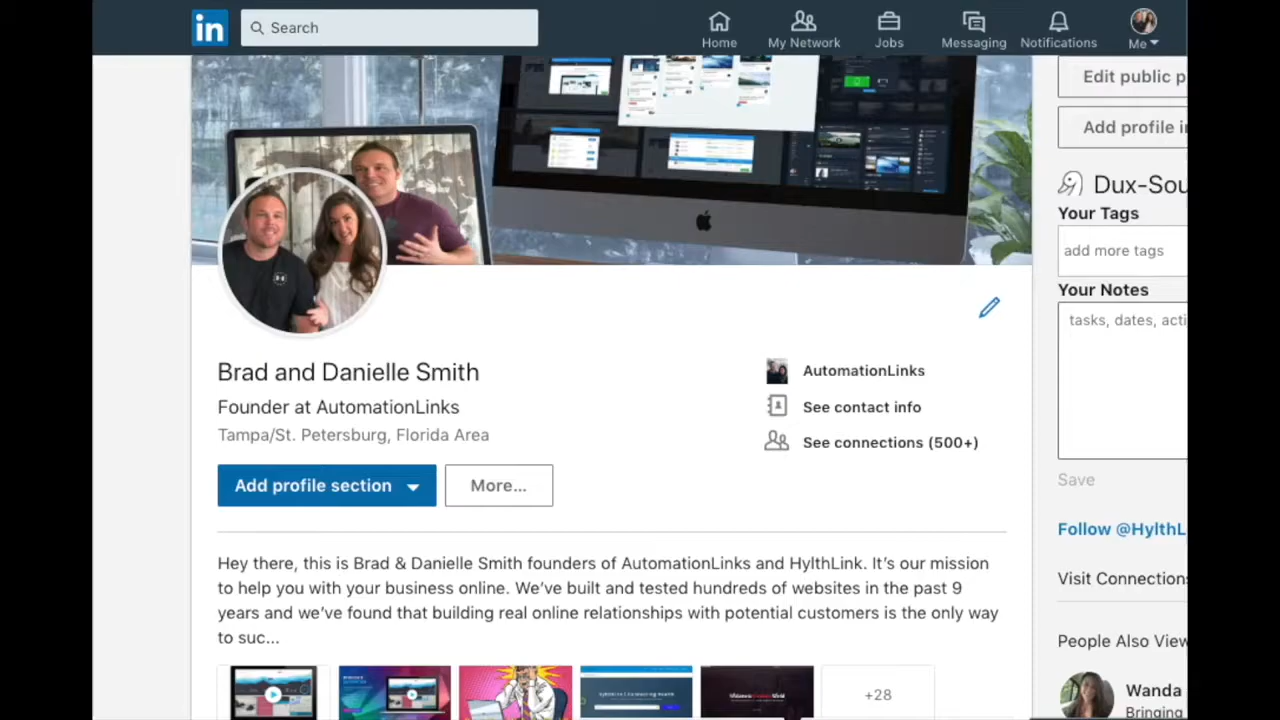 in
Search
Home
My Network
Jobs
Messaging
Notifications
Me
Edit public p
Add profile i
Dux-Sou
Your Tags
add more tags
Your Notes
tasks, dates, acti
Save
Follow @HylthL
Visit Connection
People Also View
Wanda
Bringing
Brad and Danielle Smith
Founder at AutomationLinks
Tampa/St. Petersburg, Florida Area
AutomationLinks
See contact info
See connections (500+)
Add profile section
More...
Hey there, this is Brad & Danielle Smith founders of AutomationLinks and HylthLink. It’s our mission
to help you with your business online. We’ve built and tested hundreds of websites in the past 9
years and we’ve found that building real online relationships with potential customers is the only way
to suc...
+28